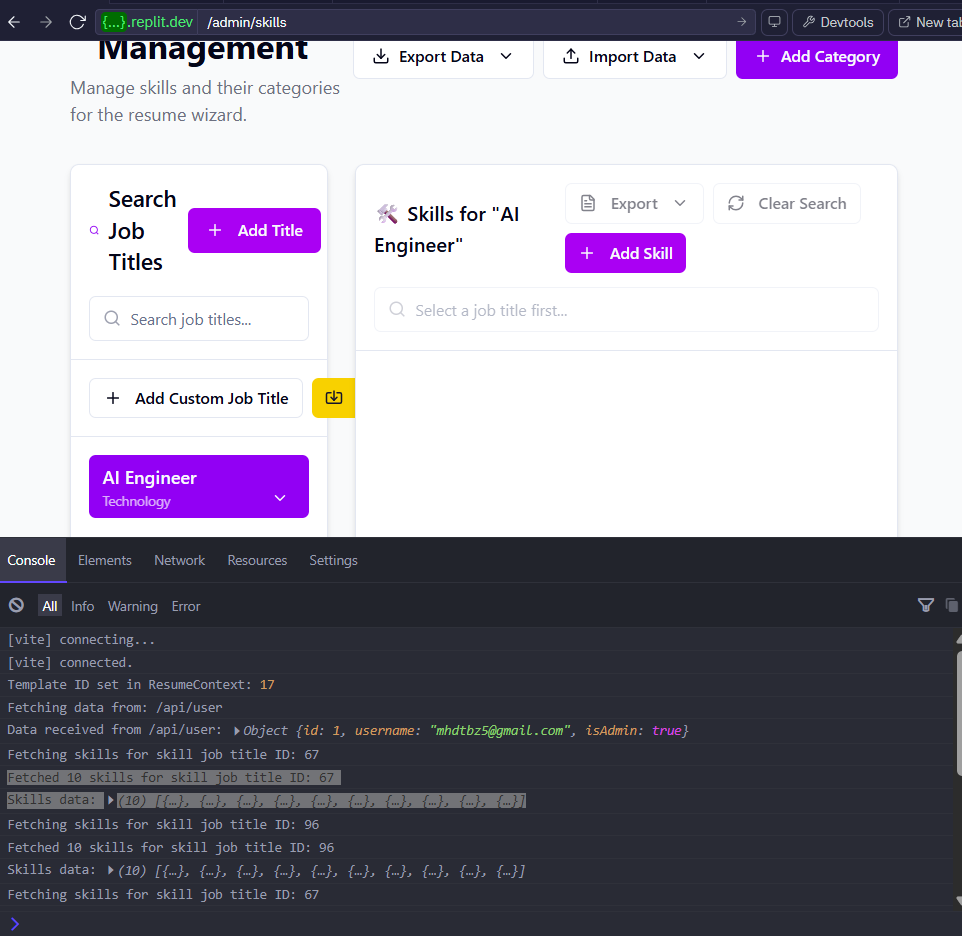 {...}.replit.dev /admin/skills
Devtools
New tab
Management
Export Data
Import Data
Add Category
Manage skills and their categories
for the resume wizard.
Search
Job
Titles
Add Title
Search job titles...
Add Custom Job Title
AI Engineer
Technology
Skills for "AI
Engineer"
Export
Clear Search
Add Skill
Select a job title first...
Console Elements Network Resources Settings
All Info Warning Error
[vite] connecting...
[vite] connected.
Template ID set in ResumeContext: 17
Fetching data from: /api/user
Data received from /api/user: Object {id: 1, username: "mhdtbz5@gmail.com", isAdmin: true}
Fetching skills for skill job title ID: 67
Fetched 10 skills for skill job title ID: 67
Skills data: (10) [{…}, {…}, {…}, {…}, {…}, {…}, {…}, {…}, {…}, {…}]
Fetching skills for skill job title ID: 96
Fetched 10 skills for skill job title ID: 96
Skills data: (10) [{…}, {…}, {…}, {…}, {…}, {…}, {…}, {…}, {…}, {…}]
Fetching skills for skill job title ID: 67